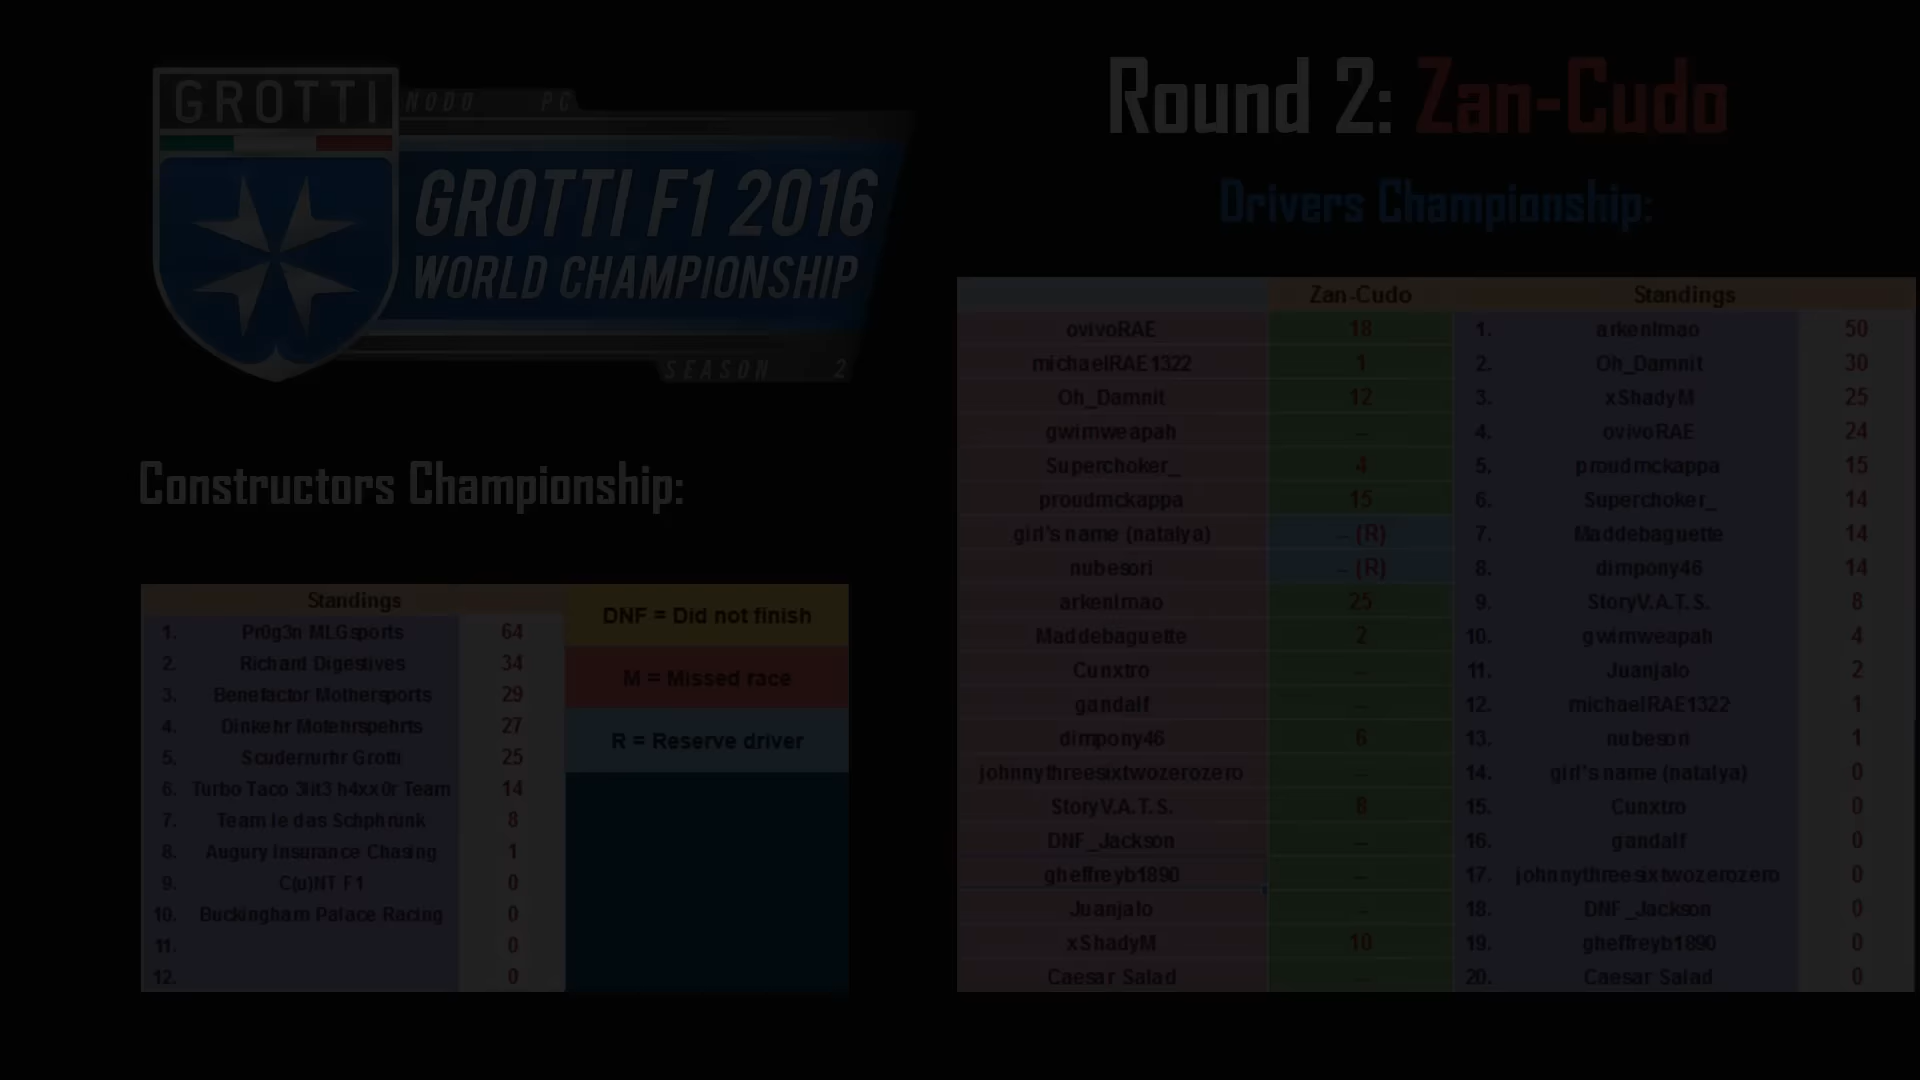 GROTTI
NODD PC
GROTTI F1 2016
WORLD CHAMPIONSHIP
SEASON 2
Round 2: Zan-Cudo
Drivers Championship:
Zan-Cudo Standings
ovivoRAE 18 1. arkenlmao 50
michaelRAE1322 1 2. Oh_Damnit 30
Oh_Damnit 12 3. xShadyM 25
gwimweapah – 4. ovivoRAE 24
Superchoker_ 4 5. proudmckappa 15
proudmckappa 15 6. Superchoker_ 14
girl's name (natalya) – (R) 7. Maddebaguette 14
nubesori – (R) 8. dimpony46 14
arkenlmao 25 9. StoryV.A.T.S. 8
Maddebaguette 2 10. gwimweapah 4
Cunxtro – 11. Juanjalo 2
gandalf – 12. michaelRAE1322 1
dimpony46 6 13. nubeson 1
johnnythreesixtwozerozero – 14. girl's name (natalya) 0
StoryV.A.T.S. 8 15. Cunxtro 0
DNF_Jackson – 16. gandalf 0
gheffreyb1890 – 17. johnnythreesixtwozerozero 0
Juanjalo – 18. DNF_Jackson 0
xShadyM 10 19. gheffreyb1890 0
Caesar Salad – 20. Caesar Salad 0
Constructors Championship:
Standings
1. Pr0g3n MLGsports 64
2. Richard Digestives 34
3. Benefactor Mothersports 29
4. Dinkehr Motehrspehrts 27
5. Scuderrurhr Grotti 25
6. Turbo Taco 3lit3 h4xx0r Team 14
7. Team le das Schphrunk 8
8. Augury Insurance Chasing 1
9. C(u)NT F1 0
10. Buckingham Palace Racing 0
11. 0
12. 0
DNF = Did not finish
M = Missed race
R = Reserve driver